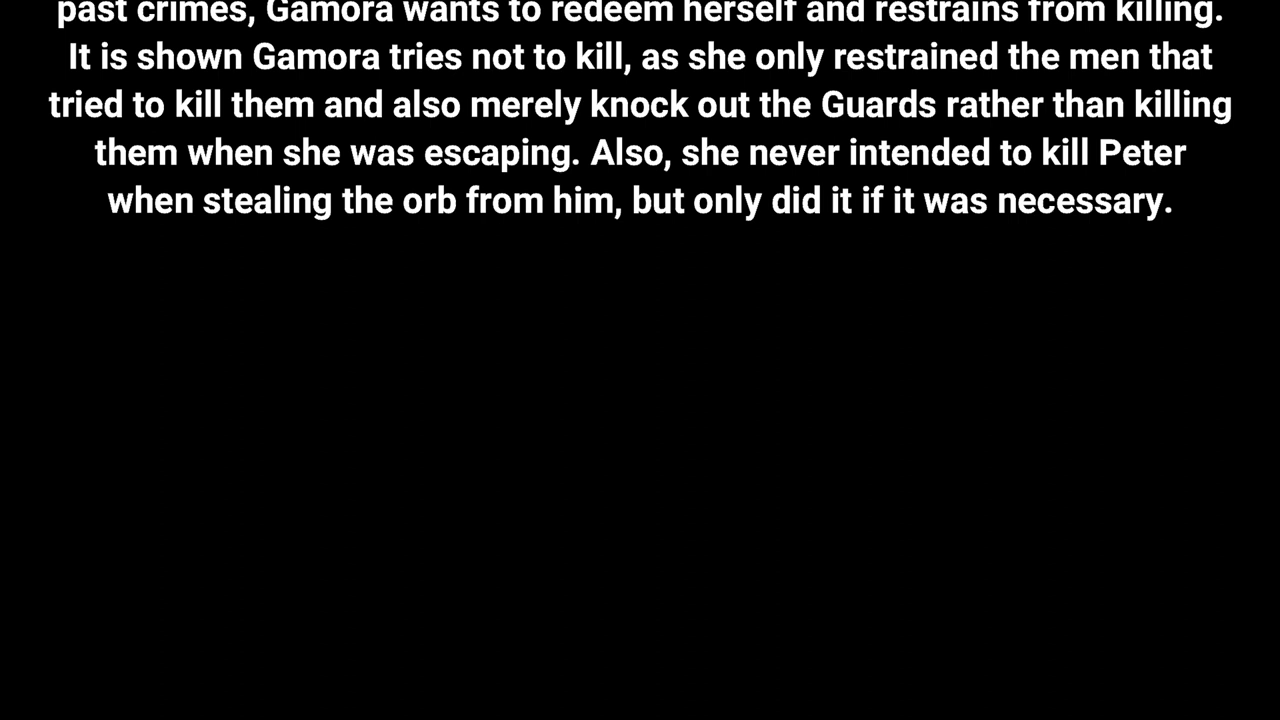 past crimes, Gamora wants to redeem herself and restrains from killing.
It is shown Gamora tries not to kill, as she only restrained the men that
tried to kill them and also merely knock out the Guards rather than killing
them when she was escaping. Also, she never intended to kill Peter
when stealing the orb from him, but only did it if it was necessary.